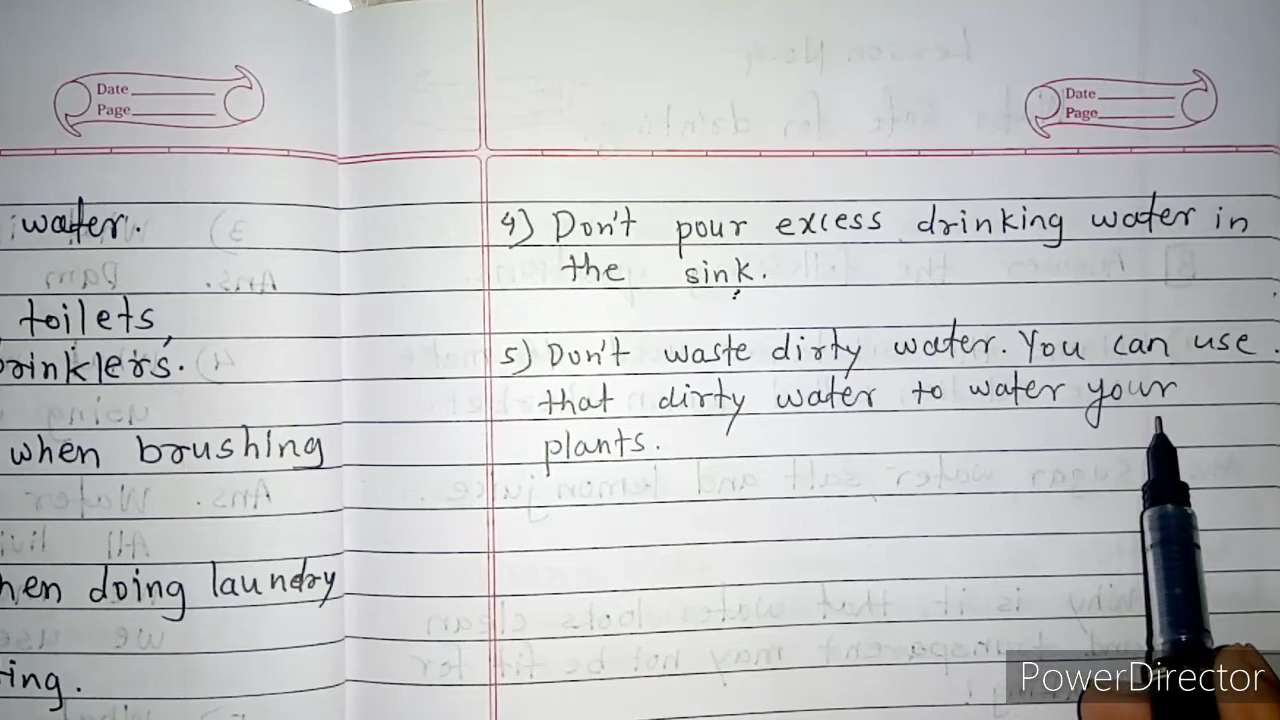 Date
Page
water.
toilets,
rinklers.
when brushing
hen doing laundry
ing.
Date
Page
4) Don't pour excess drinking water in
the sink.
5) Don't waste dirty water. You can use
that dirty water to water your
plants.
PowerDirector